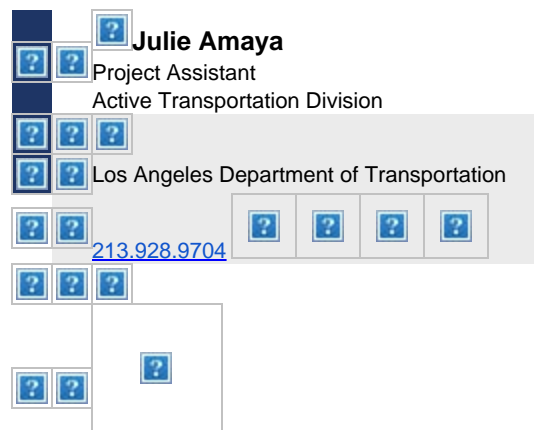 Julie Amaya
Project Assistant
Active Transportation Division
Los Angeles Department of Transportation
213.928.9704